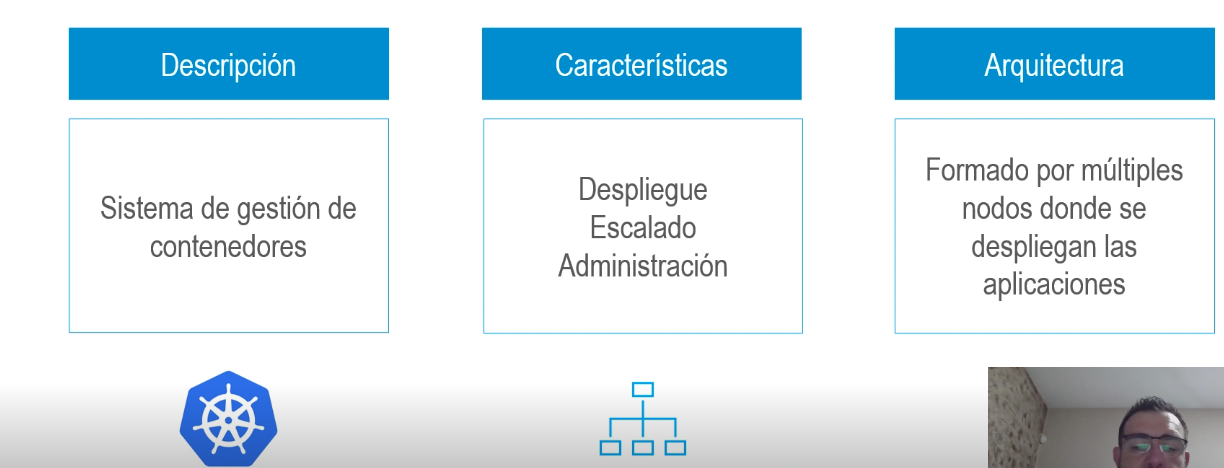 Descripción
Sistema de gestión de
contenedores
Características
Despliegue
Escalado
Administración
Arquitectura
Formado por múltiples
nodos donde se
despliegan las
aplicaciones